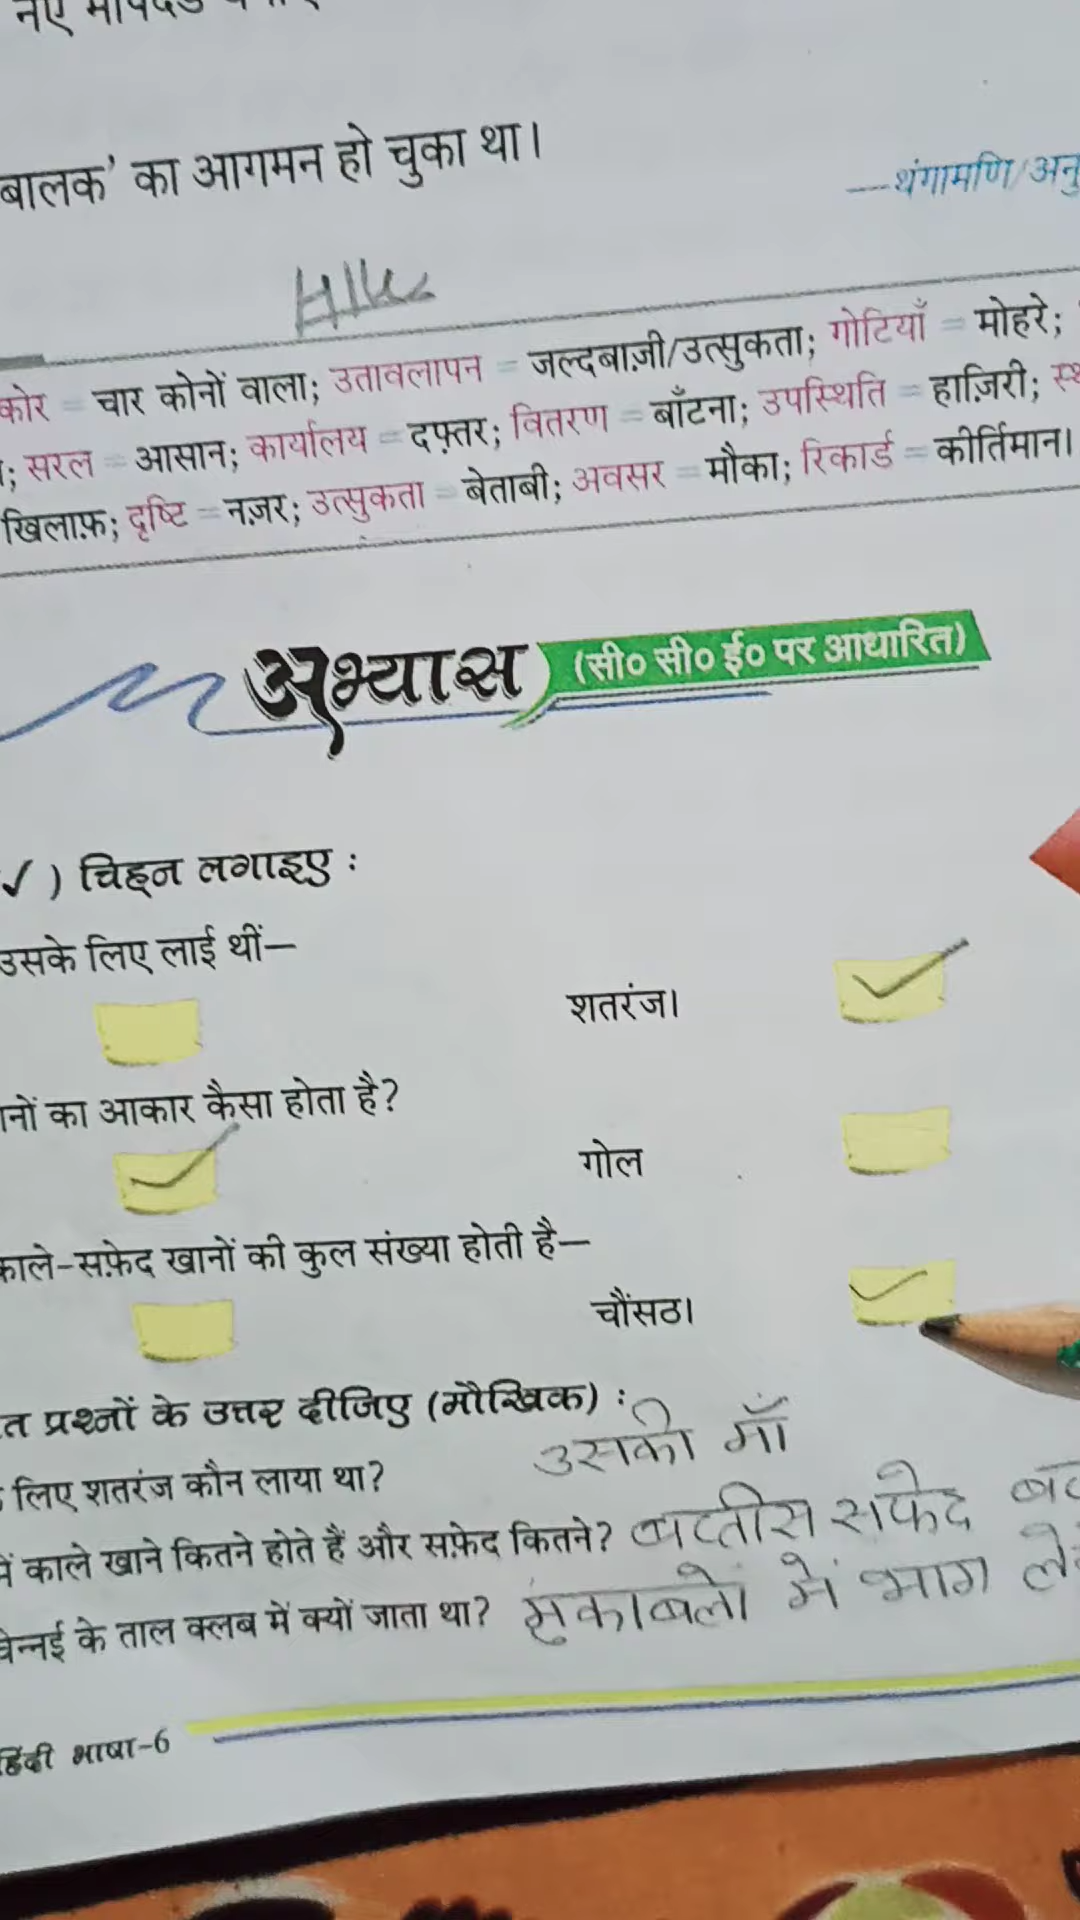 बालक' का आगमन हो चुका था।
—थंगामणि/अनु
कोर = चार कोनों वाला; उतावलापन = जल्दबाज़ी/उत्सुकता; गोटियाँ = मोहरे;
; सरल = आसान; कार्यालय = दफ़्तर; वितरण = बाँटना; उपस्थिति = हाज़िरी; स्थ
खिलाफ़; दृष्टि = नज़र; उत्सुकता = बेताबी; अवसर = मौका; रिकार्ड = कीर्तिमान।
अभ्यास (सी० सी० ई० पर आधारित)
✓) चिह्न लगाइए :
उसके लिए लाई थीं—
शतरंज। ✓
नों का आकार कैसा होता है?
✓ गोल
काले-सफ़ेद खानों की कुल संख्या होती है—
चौंसठ। ✓
त प्रश्नों के उत्तर दीजिए (मौखिक) :
लिए शतरंज कौन लाया था? उसकी माँ
में काले खाने कितने होते हैं और सफ़ेद कितने? बत्तीस सफेद
चेन्नई के ताल क्लब में क्यों जाता था? मुकाबलों में भाग ले
हिंदी भाषा-6